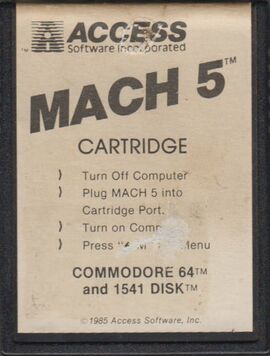 ACCESS
Software Incorporated
MACH 5™
CARTRIDGE
) Turn Off Computer
) Plug MACH 5 into
Cartridge Port.
) Turn on
) Press Menu
COMMODORE 64™
and 1541 DISK™
©1985 Access Software, Inc.